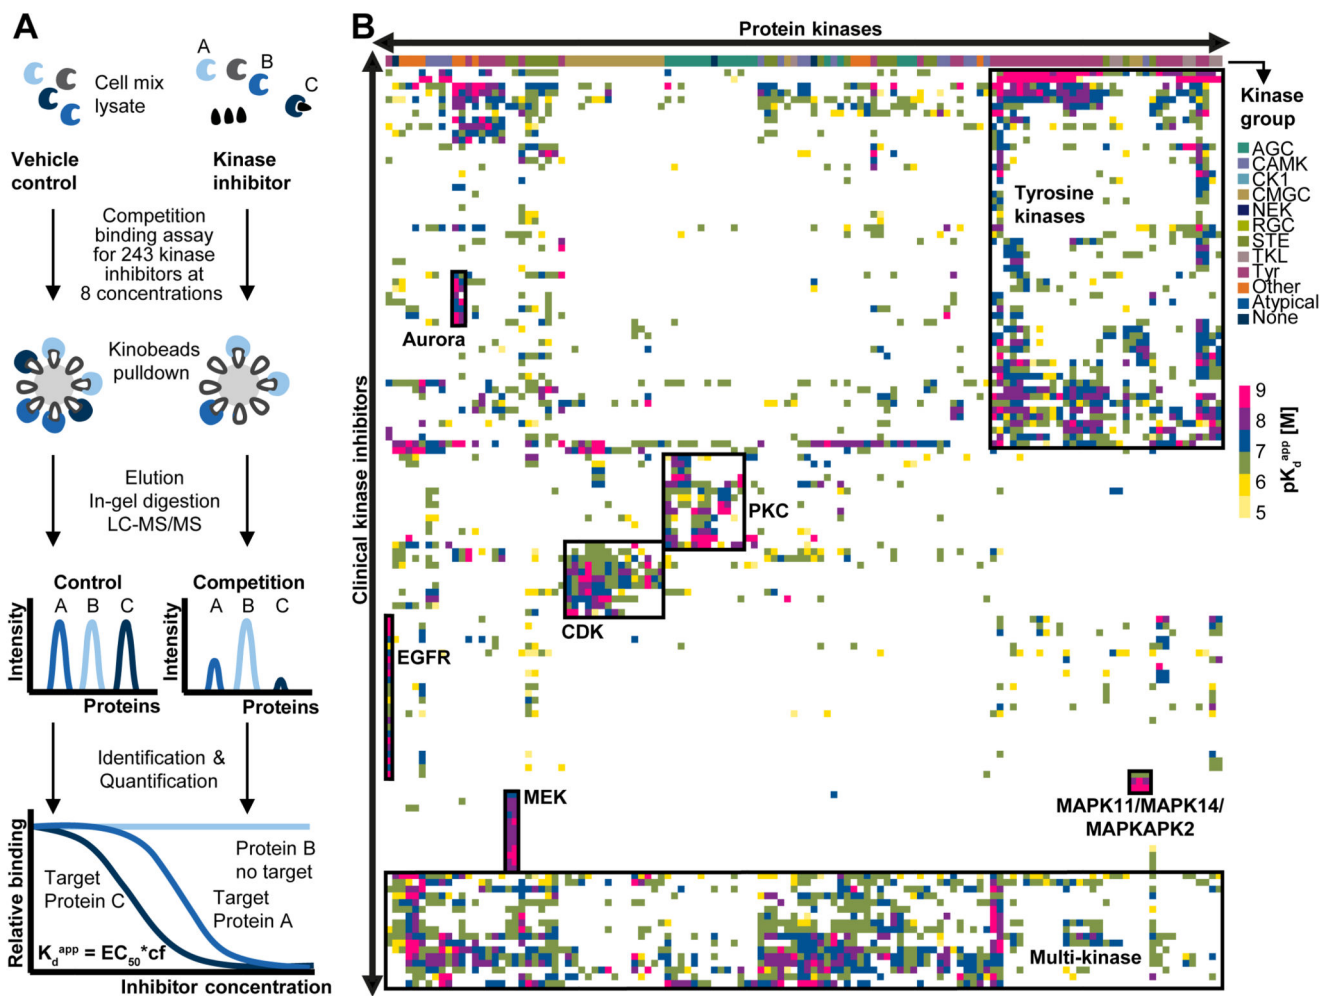 A
A
B
C
Cell mix
lysate
Vehicle
control
Kinase
inhibitor
Competition
binding assay
for 243 kinase
inhibitors at
8 concentrations
Kinobeads
pulldown
Elution
In-gel digestion
LC-MS/MS
Control
Competition
Intensity
A B C
Proteins
Intensity
A B C
Proteins
Identification &
Quantification
Relative binding
Protein B
no target
Target
Protein C
Target
Protein A
K_d^app = EC_50*cf
Inhibitor concentration
B
Protein kinases
Clinical kinase inhibitors
Tyrosine
kinases
Aurora
PKC
CDK
EGFR
MEK
MAPK11/MAPK14/
MAPKAPK2
Multi-kinase
Kinase
group
AGC
CAMK
CK1
CMGC
NEK
RGC
STE
TKL
Tyr
Other
Atypical
None
9
8
7
6
5
pK_d^app [M]